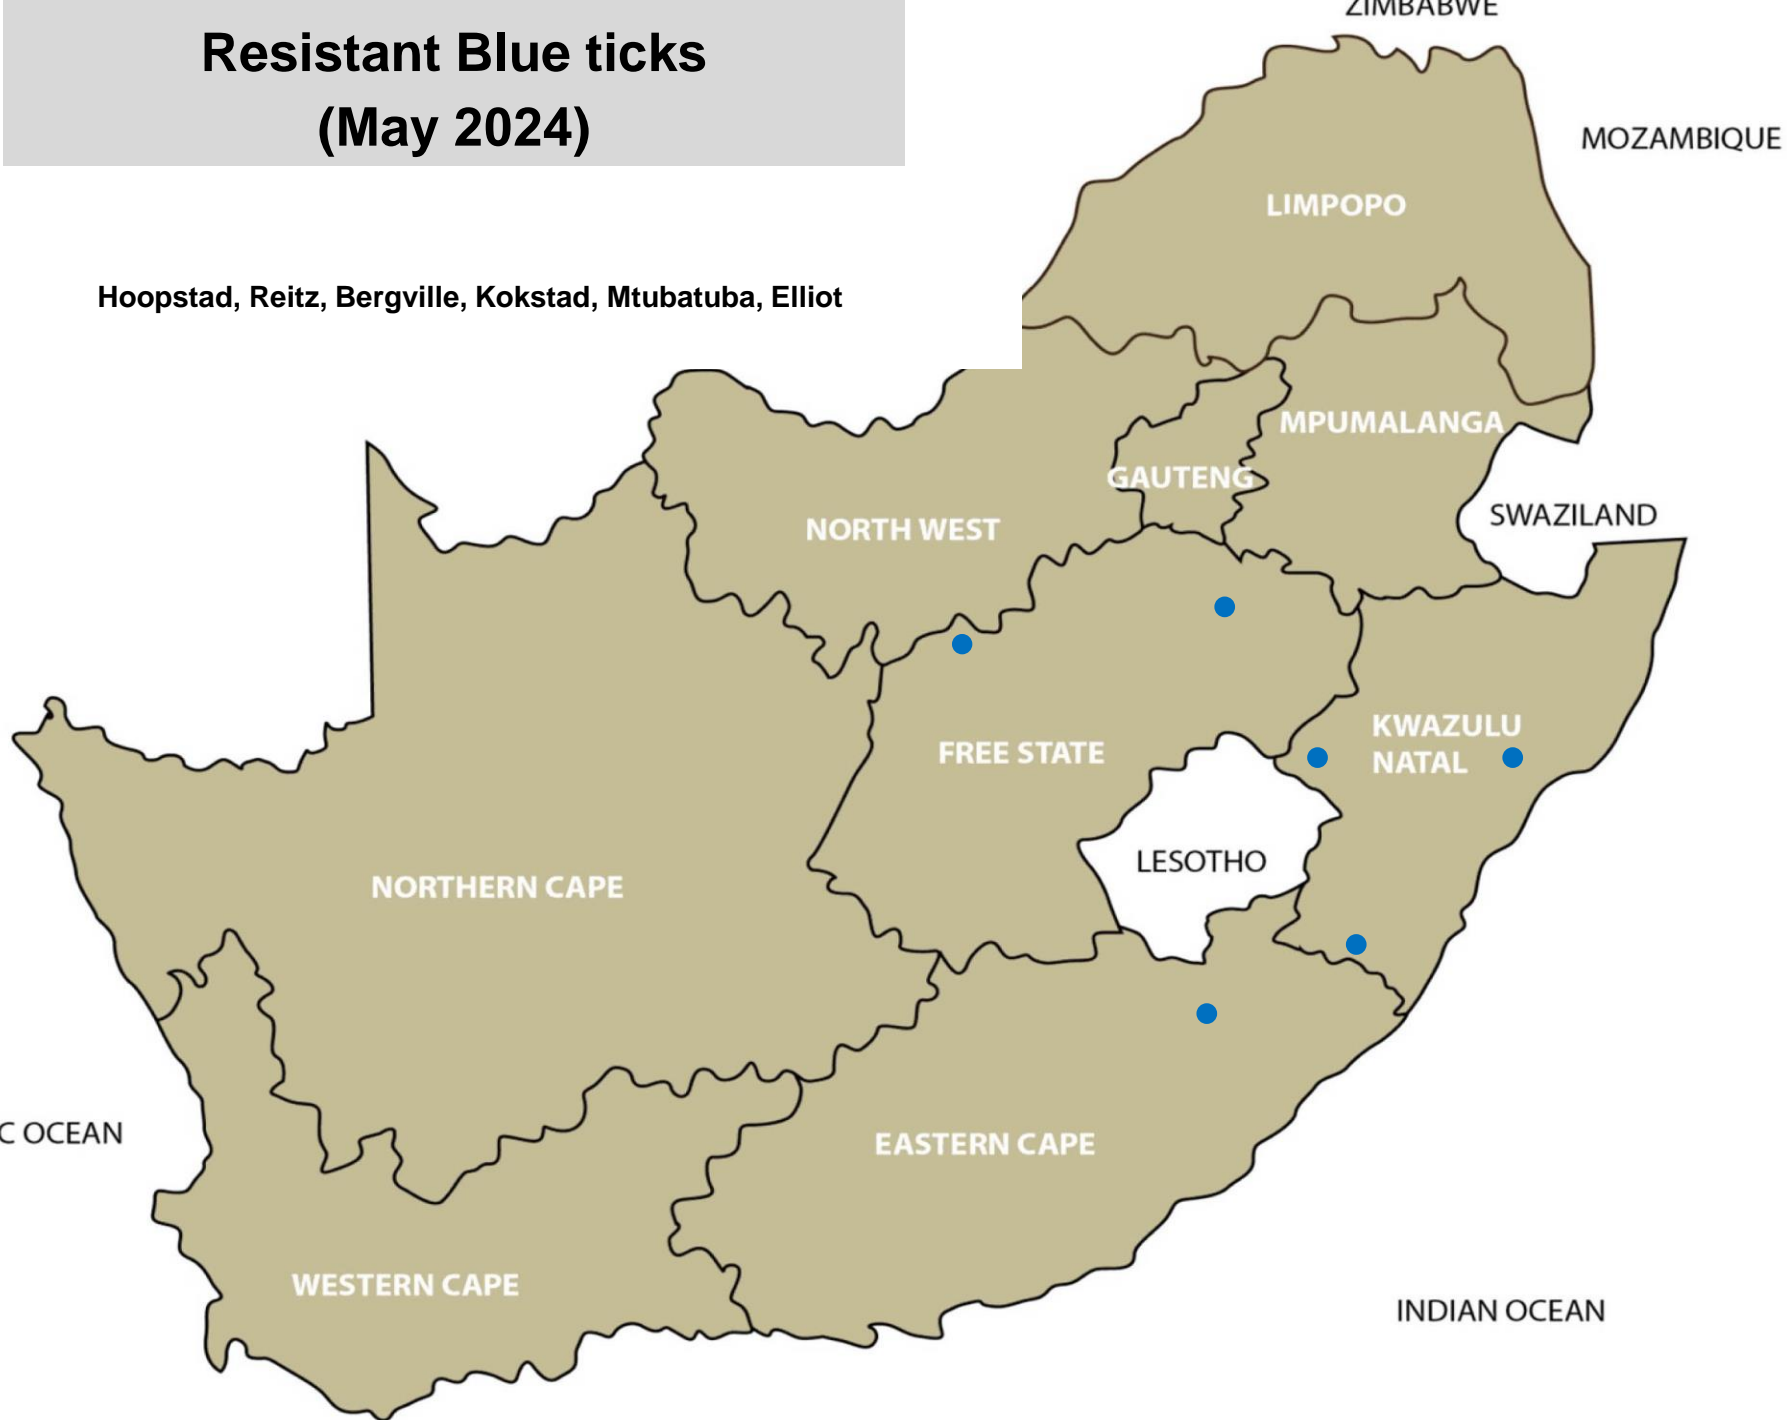 ZIMBABWE
Resistant Blue ticks
(May 2024)
MOZAMBIQUE
LIMPOPO
Hoopstad, Reitz, Bergville, Kokstad, Mtubatuba, Elliot
MPUMALANGA
GAUTENG
SWAZILAND
NORTH WEST
KWAZULU
NATAL
FREE STATE
LESOTHO
NORTHERN CAPE
C OCEAN
EASTERN CAPE
WESTERN CAPE
INDIAN OCEAN